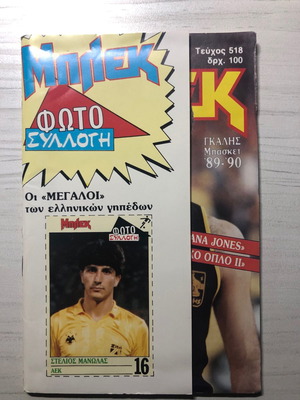 Μπλεκ
ΦΩΤΟ
ΣΥΛΛΟΓΗ
Οι «ΜΕΓΑΛΟΙ»
των ελληνικών γηπέδων
Μπλεκ
ΦΩΤΟ
ΣΥΛΛΟΓΗ
ΣΤΕΛΙΟΣ ΜΑΝΩΛΑΣ
ΑΕΚ
16
Τεύχος 518
δρχ. 100
ΕΚ
ΓΚΑΛΗΣ
Μπάσκετ
'89-'90
ANA JONES»
ΚΟ ΟΠΛΟ ΙΙ»